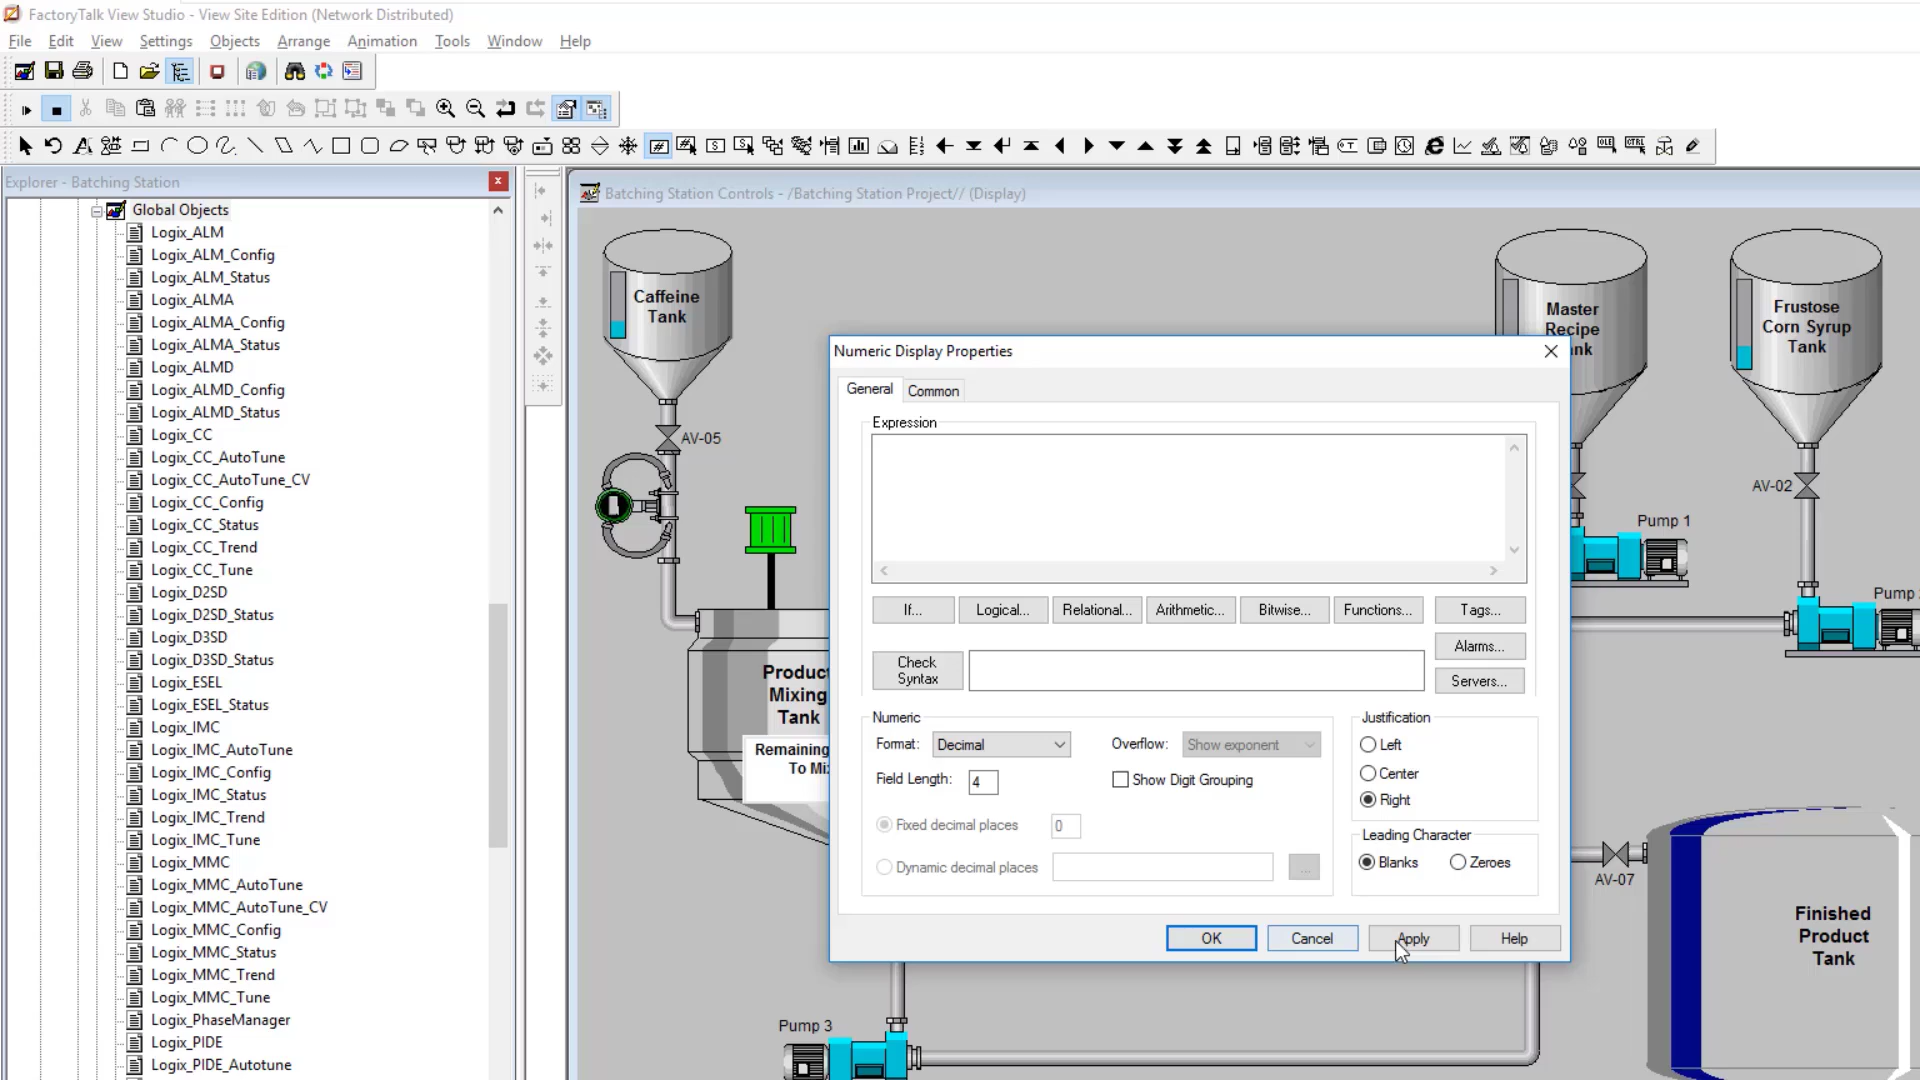 FactoryTalk View Studio - View Site Edition (Network Distributed)
File Edit View Settings Objects Arrange Animation Tools Window Help
Explorer - Batching Station
Global Objects
Logix_ALM
Logix_ALM_Config
Logix_ALM_Status
Logix_ALMA
Logix_ALMA_Config
Logix_ALMA_Status
Logix_ALMD
Logix_ALMD_Config
Logix_ALMD_Status
Logix_CC
Logix_CC_AutoTune
Logix_CC_AutoTune_CV
Logix_CC_Config
Logix_CC_Status
Logix_CC_Trend
Logix_CC_Tune
Logix_D2SD
Logix_D2SD_Status
Logix_D3SD
Logix_D3SD_Status
Logix_ESEL
Logix_ESEL_Status
Logix_IMC
Logix_IMC_AutoTune
Logix_IMC_Config
Logix_IMC_Status
Logix_IMC_Trend
Logix_IMC_Tune
Logix_MMC
Logix_MMC_AutoTune
Logix_MMC_AutoTune_CV
Logix_MMC_Config
Logix_MMC_Status
Logix_MMC_Trend
Logix_MMC_Tune
Logix_PhaseManager
Logix_PIDE
Logix_PIDE_Autotune
Batching Station Controls - /Batching Station Project// (Display)
Caffeine
Tank
AV-05
Master
Recipe
nk
Frustose
Corn Syrup
Tank
AV-02
Pump 1
Pump
Product
Mixing
Tank
Remaining
To Mi
AV-07
Finished
Product
Tank
Pump 3
Numeric Display Properties
General Common
Expression
If... Logical... Relational... Arithmetic... Bitwise... Functions... Tags...
Alarms...
Check
Syntax
Servers...
Numeric
Format: Decimal Overflow: Show exponent
Field Length: 4 Show Digit Grouping
Fixed decimal places 0
Dynamic decimal places ...
Justification
Left
Center
Right
Leading Character
Blanks Zeroes
OK Cancel Apply Help